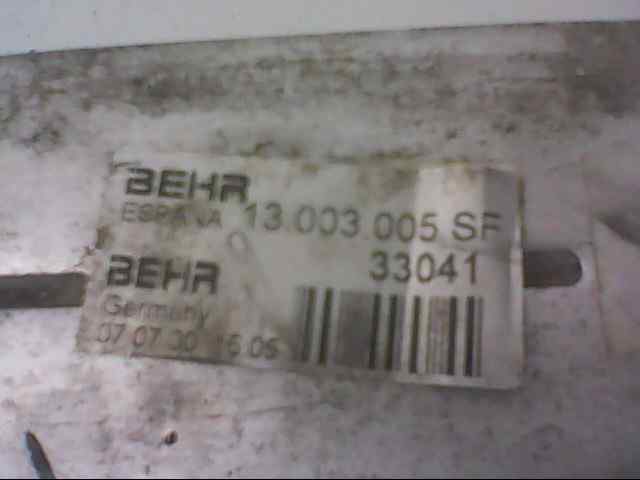 BEHR
ESPAÑA 13.003.005 SF
33041
BEHR
Germany
07 07 30 16 05